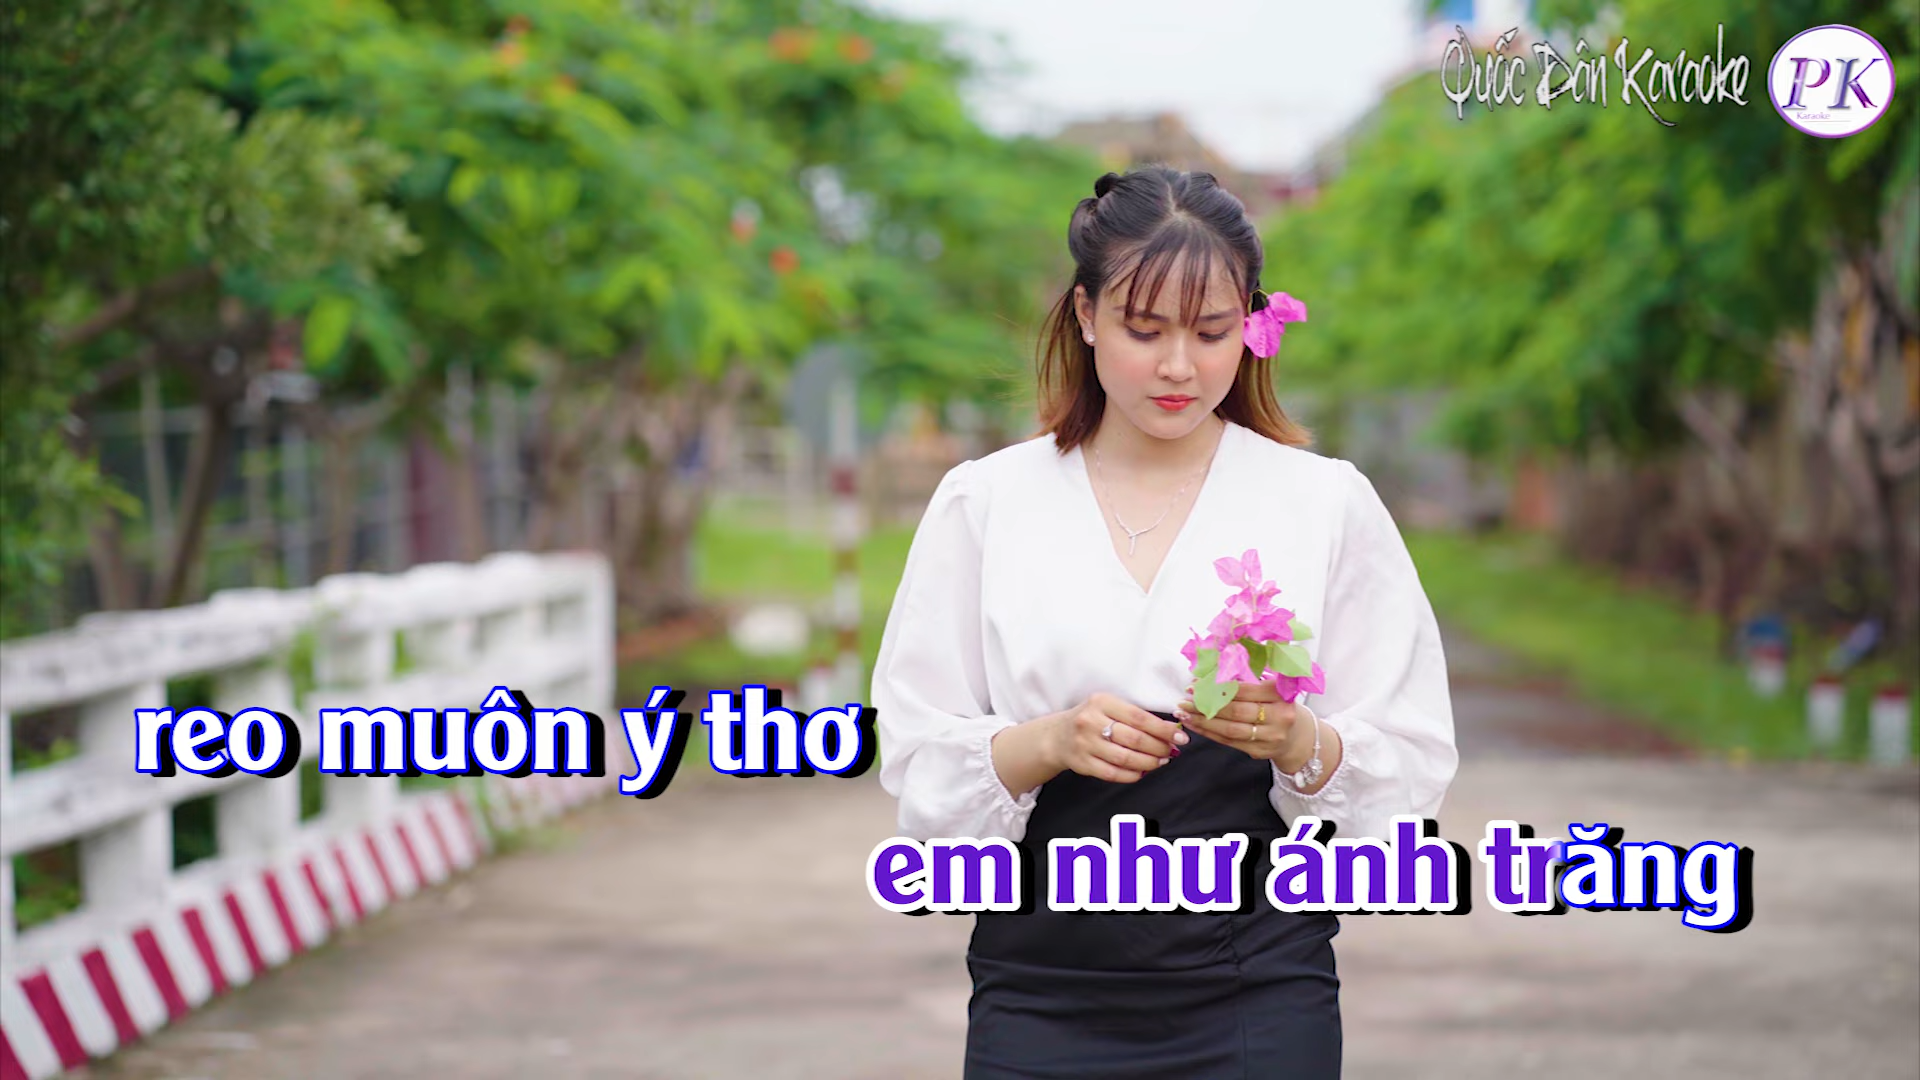 Quốc Dân Karaoke
PK
Karaoke
reo muôn ý thơ
em như ánh trăng